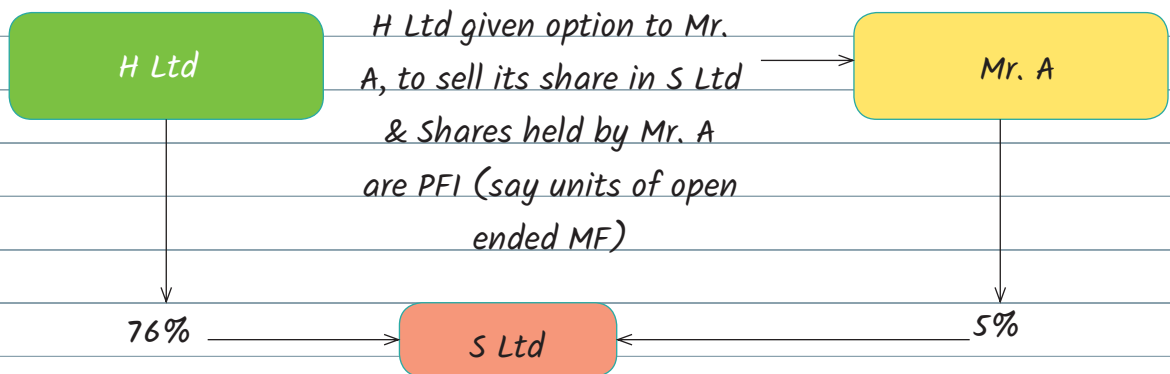 H Ltd
H Ltd given option to Mr.
A, to sell its share in S Ltd
& Shares held by Mr. A
are PFI (say units of open
ended MF)
Mr. A
76%
S Ltd
5%